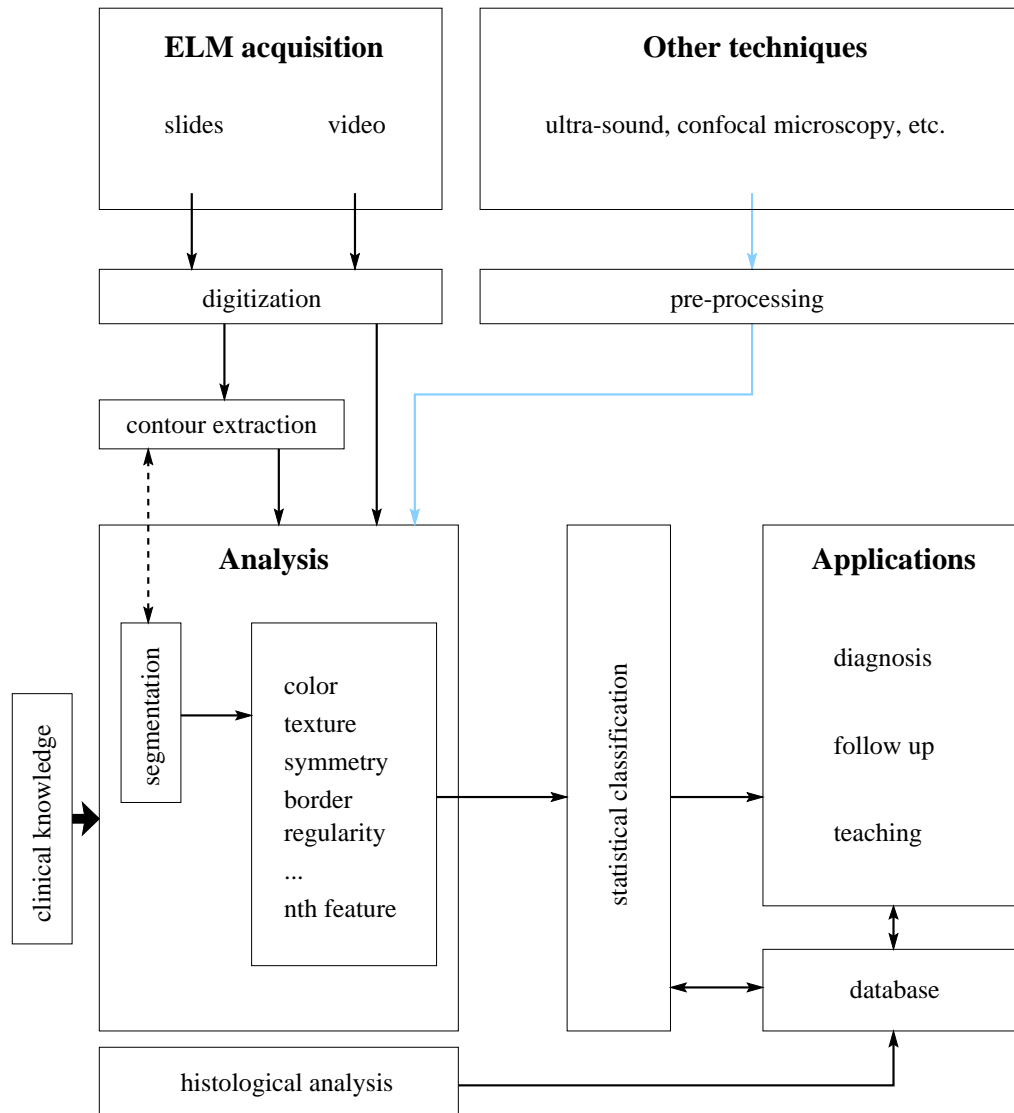 ELM acquisition
slides
video
Other techniques
ultra-sound, confocal microscopy, etc.
digitization
pre-processing
contour extraction
Analysis
segmentation
color
texture
symmetry
border
regularity
...
nth feature
clinical knowledge
statistical classification
Applications
diagnosis
follow up
teaching
database
histological analysis